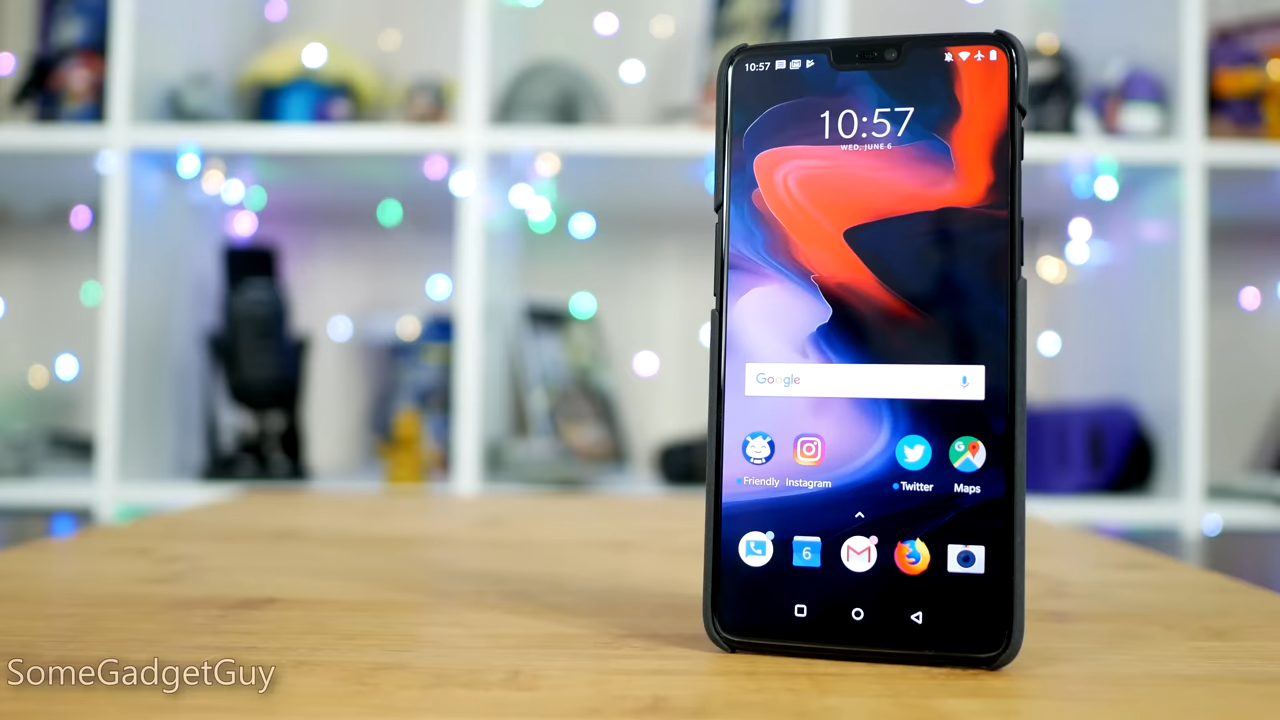 10:57
10:57
WED, JUNE 6
Google
Friendly Instagram Twitter Maps
6
SomeGadgetGuy